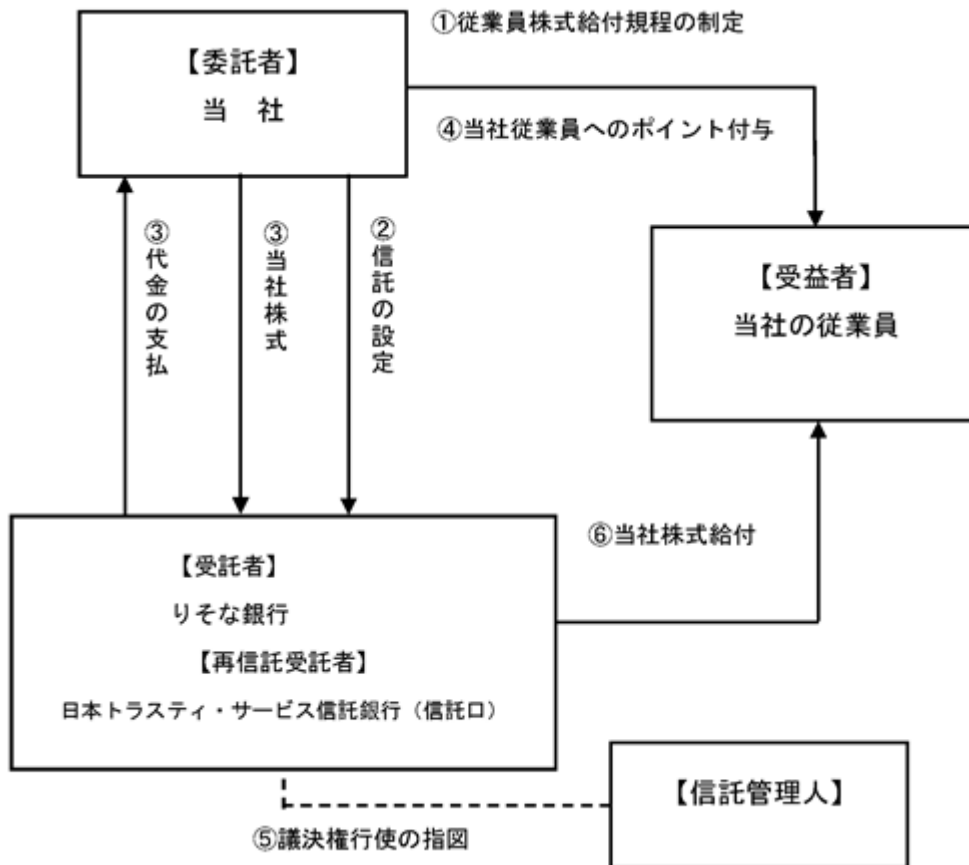 ①従業員株式給付規程の制定
【委託者】
当 社
④当社従業員へのポイント付与
③代金の支払
③当社株式
②信託の設定
【受益者】
当社の従業員
⑥当社株式給付
【受託者】
りそな銀行
【再信託受託者】
日本トラスティ・サービス信託銀行（信託口）
【信託管理人】
⑤議決権行使の指図